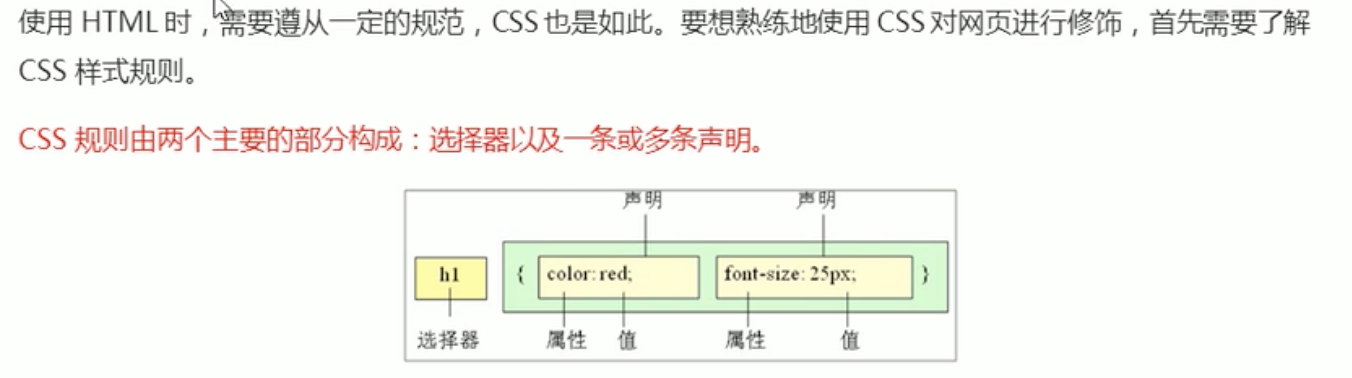 使用 HTML 时，需要遵从一定的规范，CSS 也是如此。要想熟练地使用 CSS 对网页进行修饰，首先需要了解
CSS 样式规则。
CSS 规则由两个主要的部分构成：选择器以及一条或多条声明。
声明 声明
h1 { color: red; font-size: 25px; }
选择器 属性 值 属性 值